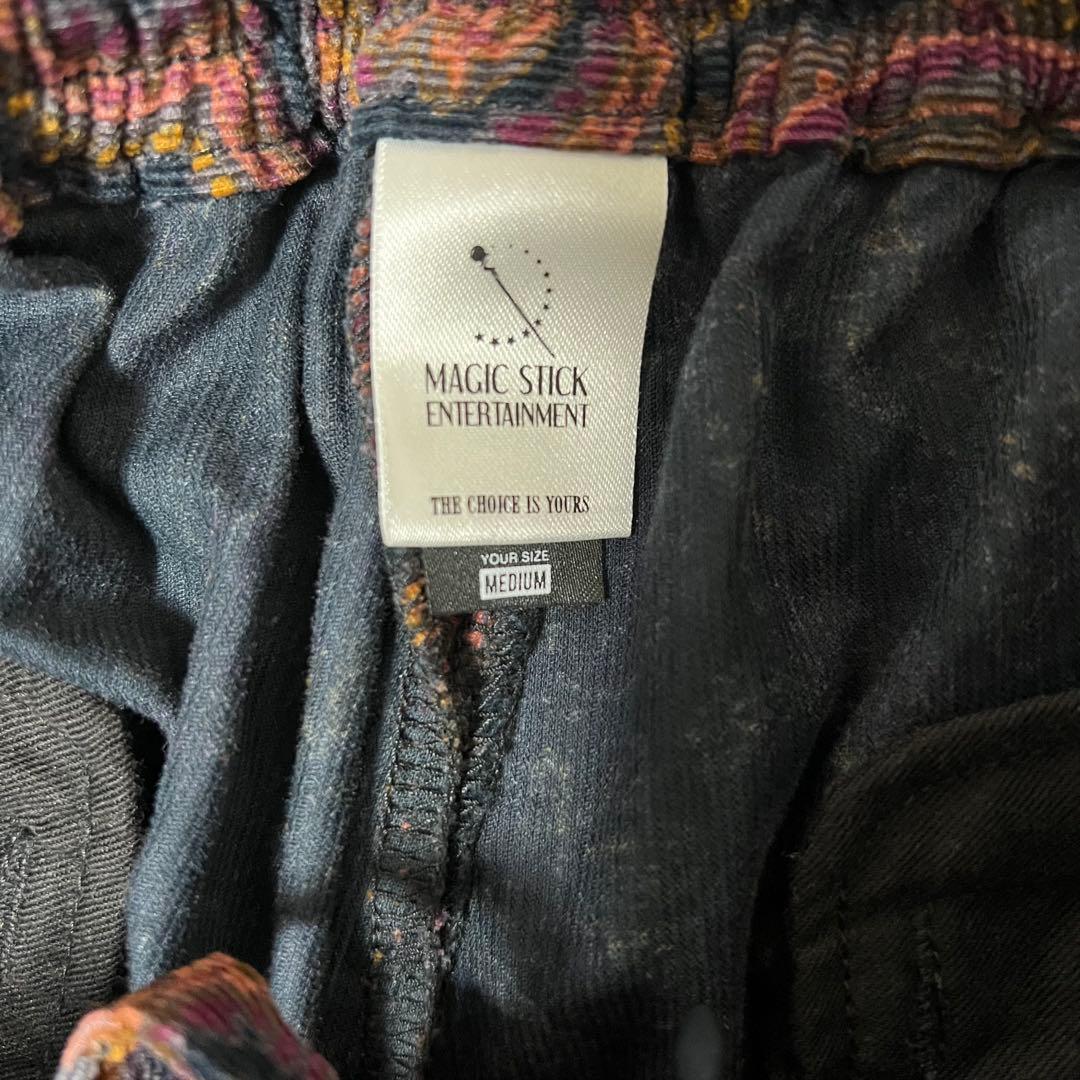 MAGIC STICK
ENTERTAINMENT
THE CHOICE IS YOURS
YOUR SIZE
MEDIUM